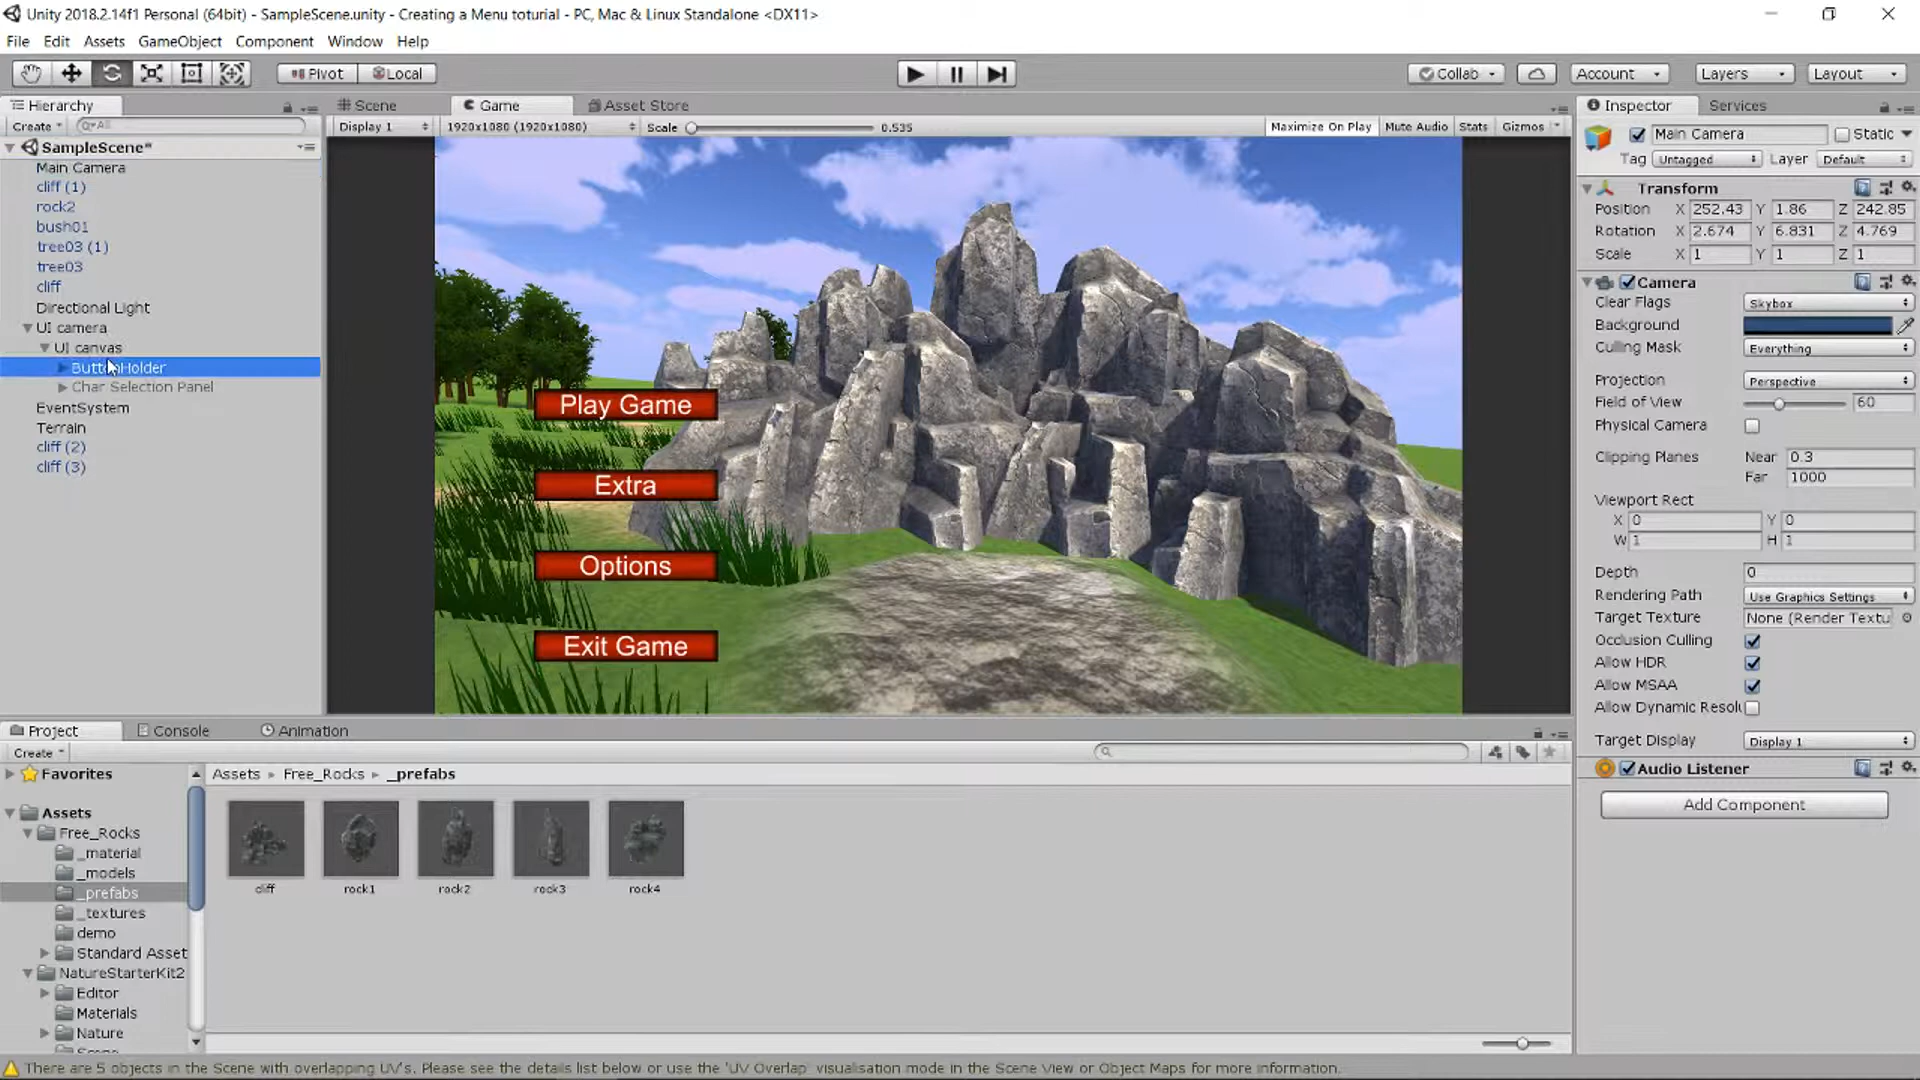 Unity 2018.2.14f1 Personal (64bit) - SampleScene.unity - Creating a Menu toturial - PC, Mac & Linux Standalone <DX11>
File Edit Assets GameObject Component Window Help
Pivot Local Collab Account Layers Layout
Hierarchy Scene Game Asset Store Inspector Services
Create All Display 1 1920x1080 (1920x1080) Scale 0.535 Maximize On Play Mute Audio Stats Gizmos
SampleScene*
Main Camera
cliff (1)
rock2
bush01
tree03 (1)
tree03
cliff
Directional Light
UI camera
UI canvas
ButtonHolder
Char Selection Panel
EventSystem
Terrain
cliff (2)
cliff (3)
Play Game
Extra
Options
Exit Game
Main Camera Static
Tag Untagged Layer Default
Transform
Position X 252.43 Y 1.86 Z 242.85
Rotation X 2.674 Y 6.831 Z 4.769
Scale X 1 Y 1 Z 1
Camera
Clear Flags Skybox
Background
Culling Mask Everything
Projection Perspective
Field of View 60
Physical Camera
Clipping Planes Near 0.3
Far 1000
Viewport Rect
X 0 Y 0
W 1 H 1
Depth 0
Rendering Path Use Graphics Settings
Target Texture None (Render Textu
Occlusion Culling
Allow HDR
Allow MSAA
Allow Dynamic Resolu
Target Display Display 1
Audio Listener
Add Component
Project Console Animation
Create
Favorites
Assets
Free_Rocks
_material
_models
_prefabs
_textures
demo
Standard Asset
NatureStarterKit2
Editor
Materials
Nature
Assets Free_Rocks _prefabs
cliff rock1 rock2 rock3 rock4
There are 5 objects in the Scene with overlapping UV's. Please see the details list below or use the 'UV Overlap' visualisation mode in the Scene View or Object Maps for more information.